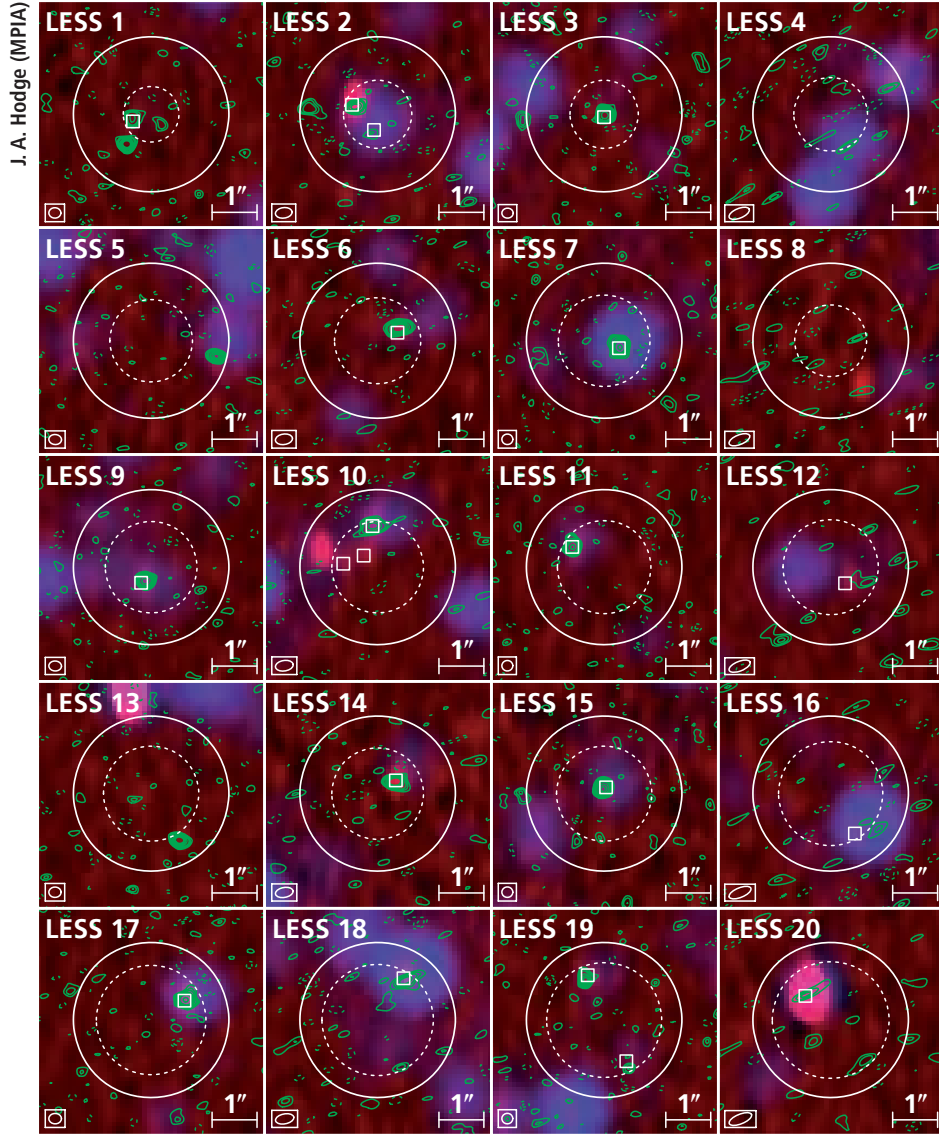 J. A. Hodge (MPIA)
LESS 1
1″
LESS 2
1″
LESS 3
1″
LESS 4
1″
LESS 5
1″
LESS 6
1″
LESS 7
1″
LESS 8
1″
LESS 9
1″
LESS 10
1″
LESS 11
1″
LESS 12
1″
LESS 13
1″
LESS 14
1″
LESS 15
1″
LESS 16
1″
LESS 17
1″
LESS 18
1″
LESS 19
1″
LESS 20
1″